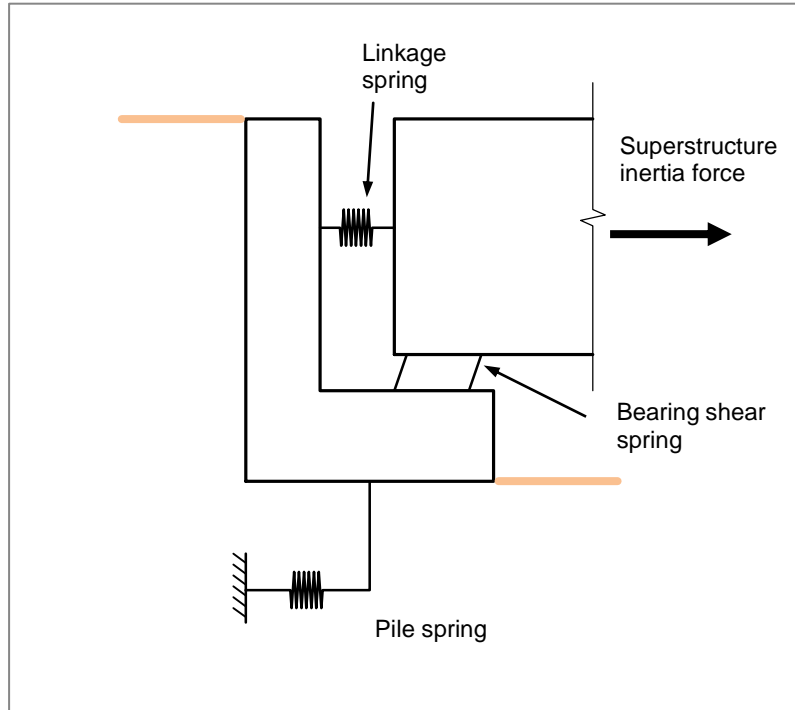 Linkage
spring
Superstructure
inertia force
Bearing shear
spring
Pile spring